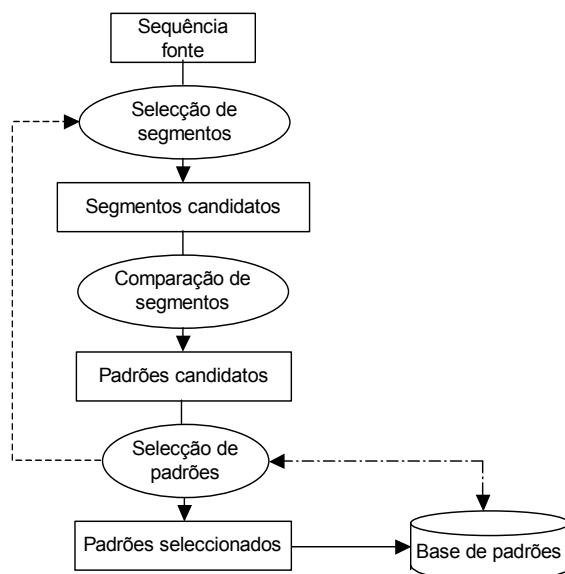 Sequência
fonte
Selecção de
segmentos
Segmentos candidatos
Comparação de
segmentos
Padrões candidatos
Selecção de
padrões
Padrões seleccionados
Base de padrões